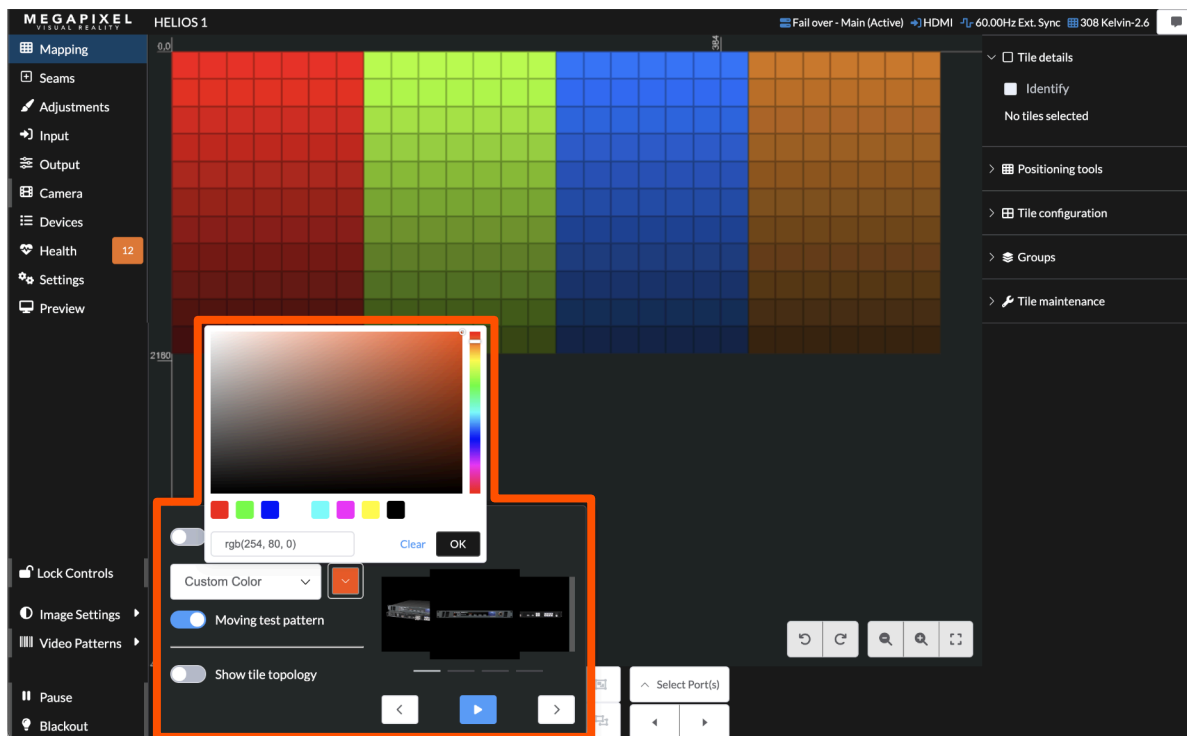 MEGAPIXEL
VISUAL REALITY
HELIOS 1
Fail over - Main (Active)
HDMI
60.00Hz Ext. Sync
308 Kelvin-2.6
Mapping
Seams
Adjustments
Input
Output
Camera
Devices
Health
12
Settings
Preview
0,0
384
2160
Tile details
Identify
No tiles selected
Positioning tools
Tile configuration
Groups
Tile maintenance
rgb(254, 80, 0)
Clear
OK
Custom Color
Moving test pattern
Show tile topology
Lock Controls
Image Settings
Video Patterns
Pause
Blackout
Select Port(s)